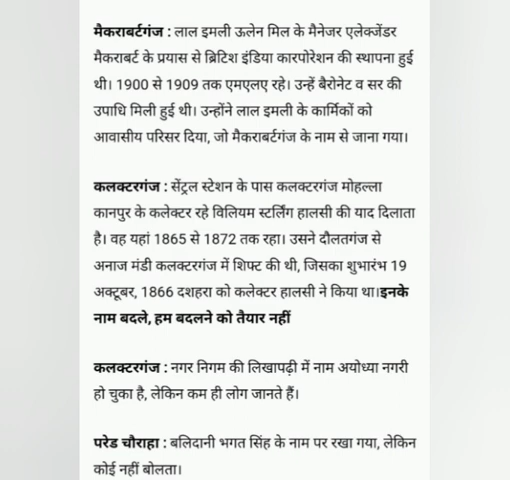 मैकराबर्टगंज : लाल इमली ऊलेन मिल के मैनेजर एलेक्जेंडर
मैकराबर्ट के प्रयास से ब्रिटिश इंडिया कारपोरेशन की स्थापना हुई
थी। 1900 से 1909 तक एमएलए रहे। उन्हें बैरोनेट व सर की
उपाधि मिली हुई थी। उन्होंने लाल इमली के कार्मिकों को
आवासीय परिसर दिया, जो मैकराबर्टगंज के नाम से जाना गया।
कलक्टरगंज : सेंट्रल स्टेशन के पास कलक्टरगंज मोहल्ला
कानपुर के कलेक्टर रहे विलियम स्टर्लिंग हालसी की याद दिलाता
है। वह यहां 1865 से 1872 तक रहा। उसने दौलतगंज से
अनाज मंडी कलक्टरगंज में शिफ्ट की थी, जिसका शुभारंभ 19
अक्टूबर, 1866 दशहरा को कलेक्टर हालसी ने किया था।इनके
नाम बदले, हम बदलने को तैयार नहीं
कलक्टरगंज : नगर निगम की लिखापढ़ी में नाम अयोध्या नगरी
हो चुका है, लेकिन कम ही लोग जानते हैं।
परेड चौराहा : बलिदानी भगत सिंह के नाम पर रखा गया, लेकिन
कोई नहीं बोलता।